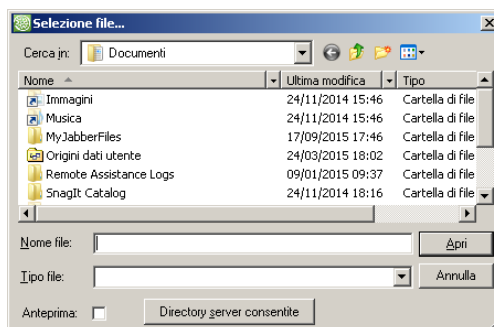 Selezione file...
Cerca in: Documenti
Nome Ultima modifica Tipo
Immagini 24/11/2014 15:46 Cartella di file
Musica 24/11/2014 15:46 Cartella di file
MyJabberFiles 17/09/2015 17:46 Cartella di file
Origini dati utente 24/03/2015 18:02 Cartella di file
Remote Assistance Logs 09/01/2015 09:37 Cartella di file
SnagIt Catalog 24/11/2014 18:16 Cartella di file
Nome file: Apri
Tipo file: Annulla
Anteprima: Directory server consentite